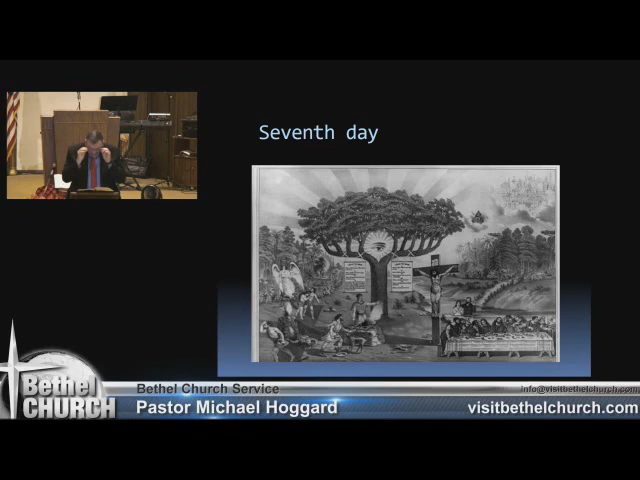 Seventh day
Bethel
CHURCH
Bethel Church Service
info@visitbethelchurch.com
Pastor Michael Hoggard
visitbethelchurch.com